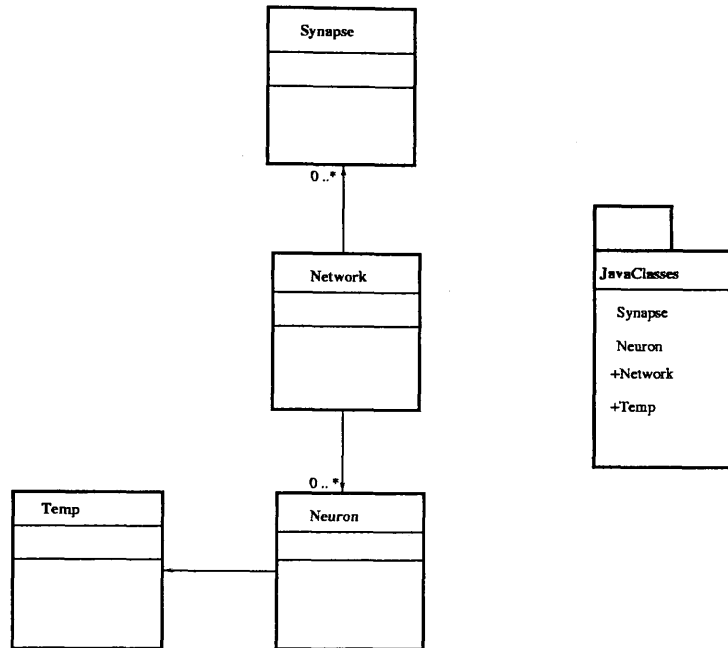 Synapse
0 ..*
Network
JavaClasses
Synapse
Neuron
+Network
+Temp
0 .. *
Temp
Neuron